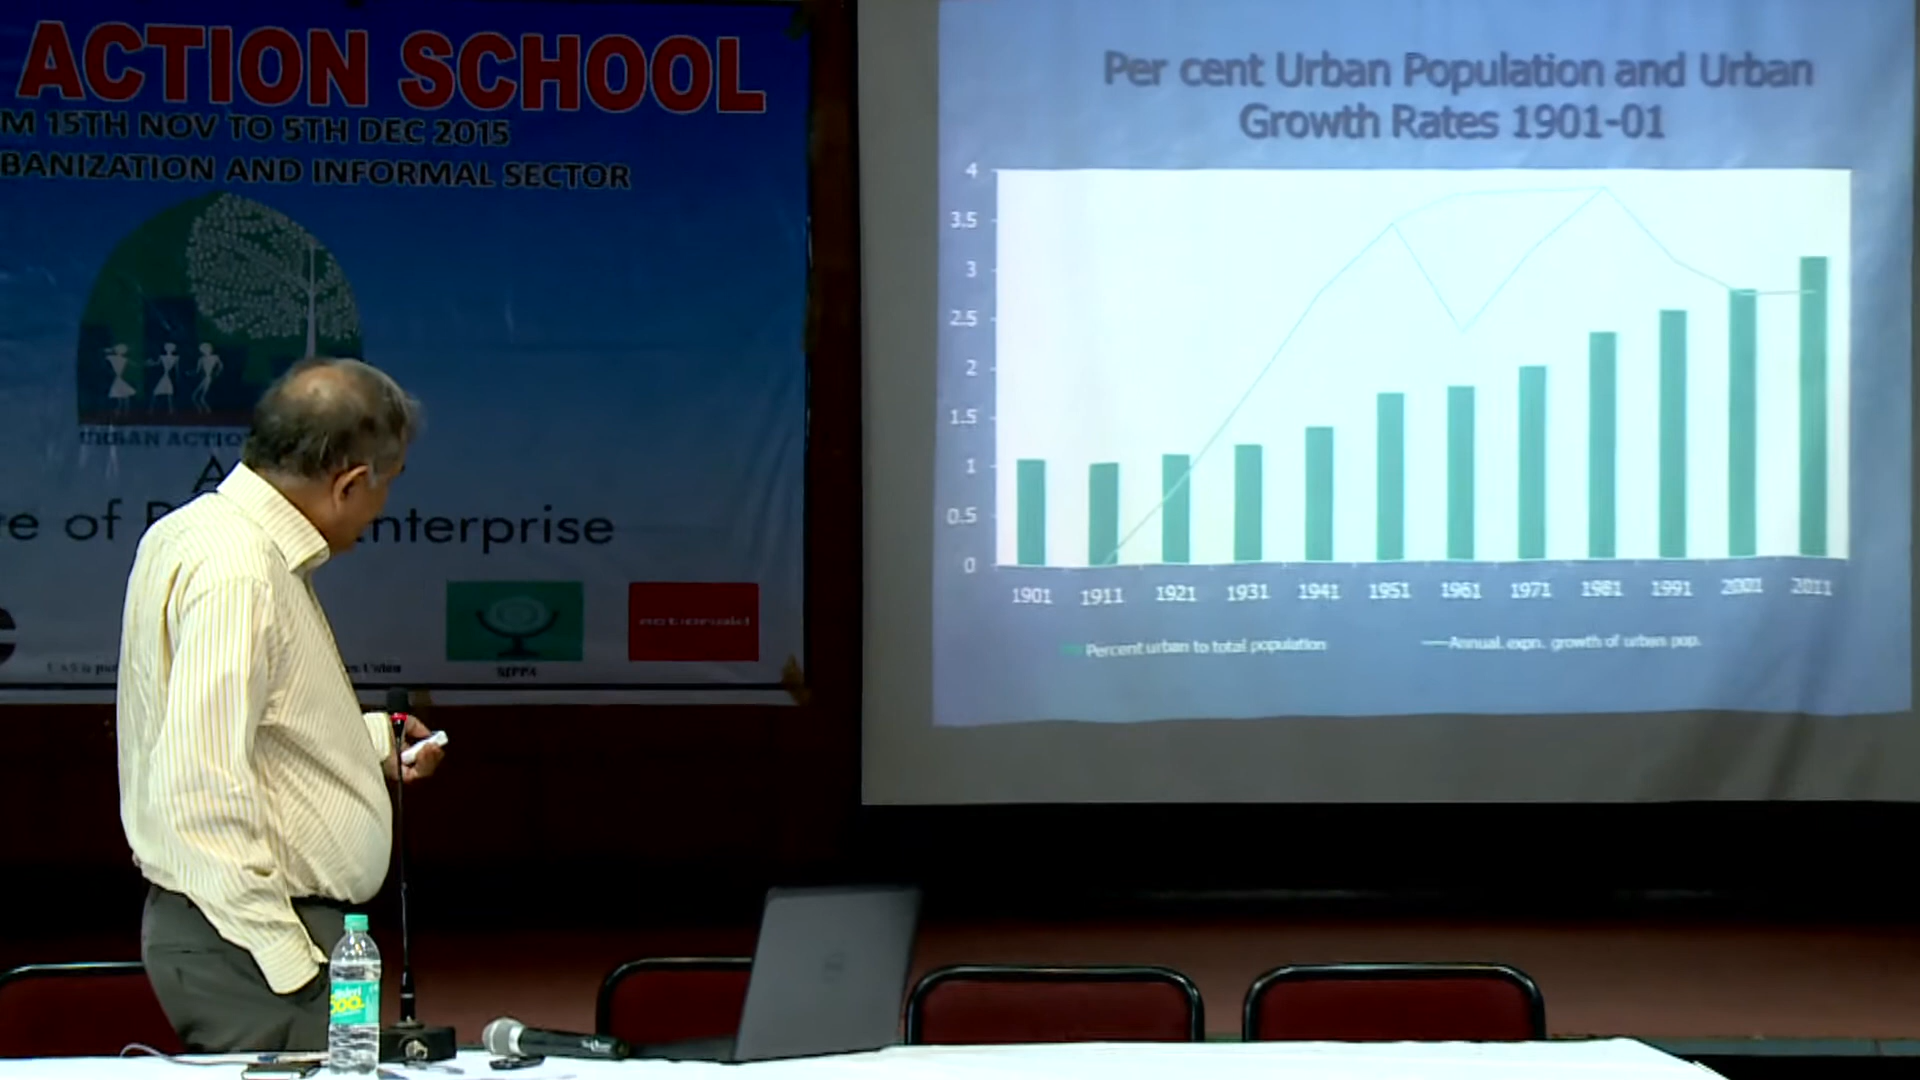 ACTION SCHOOL
M 15TH NOV TO 5TH DEC 2015
BANIZATION AND INFORMAL SECTOR
URBAN ACTIO
e of
nterprise
actionaid
Per cent Urban Population and Urban
Growth Rates 1901-01
4
3.5
3
2.5
2
1.5
1
0.5
0
1901 1911 1921 1931 1941 1951 1961 1971 1981 1991 2001 2011
Percent urban to total population
Annual. expn. growth of urban pop.